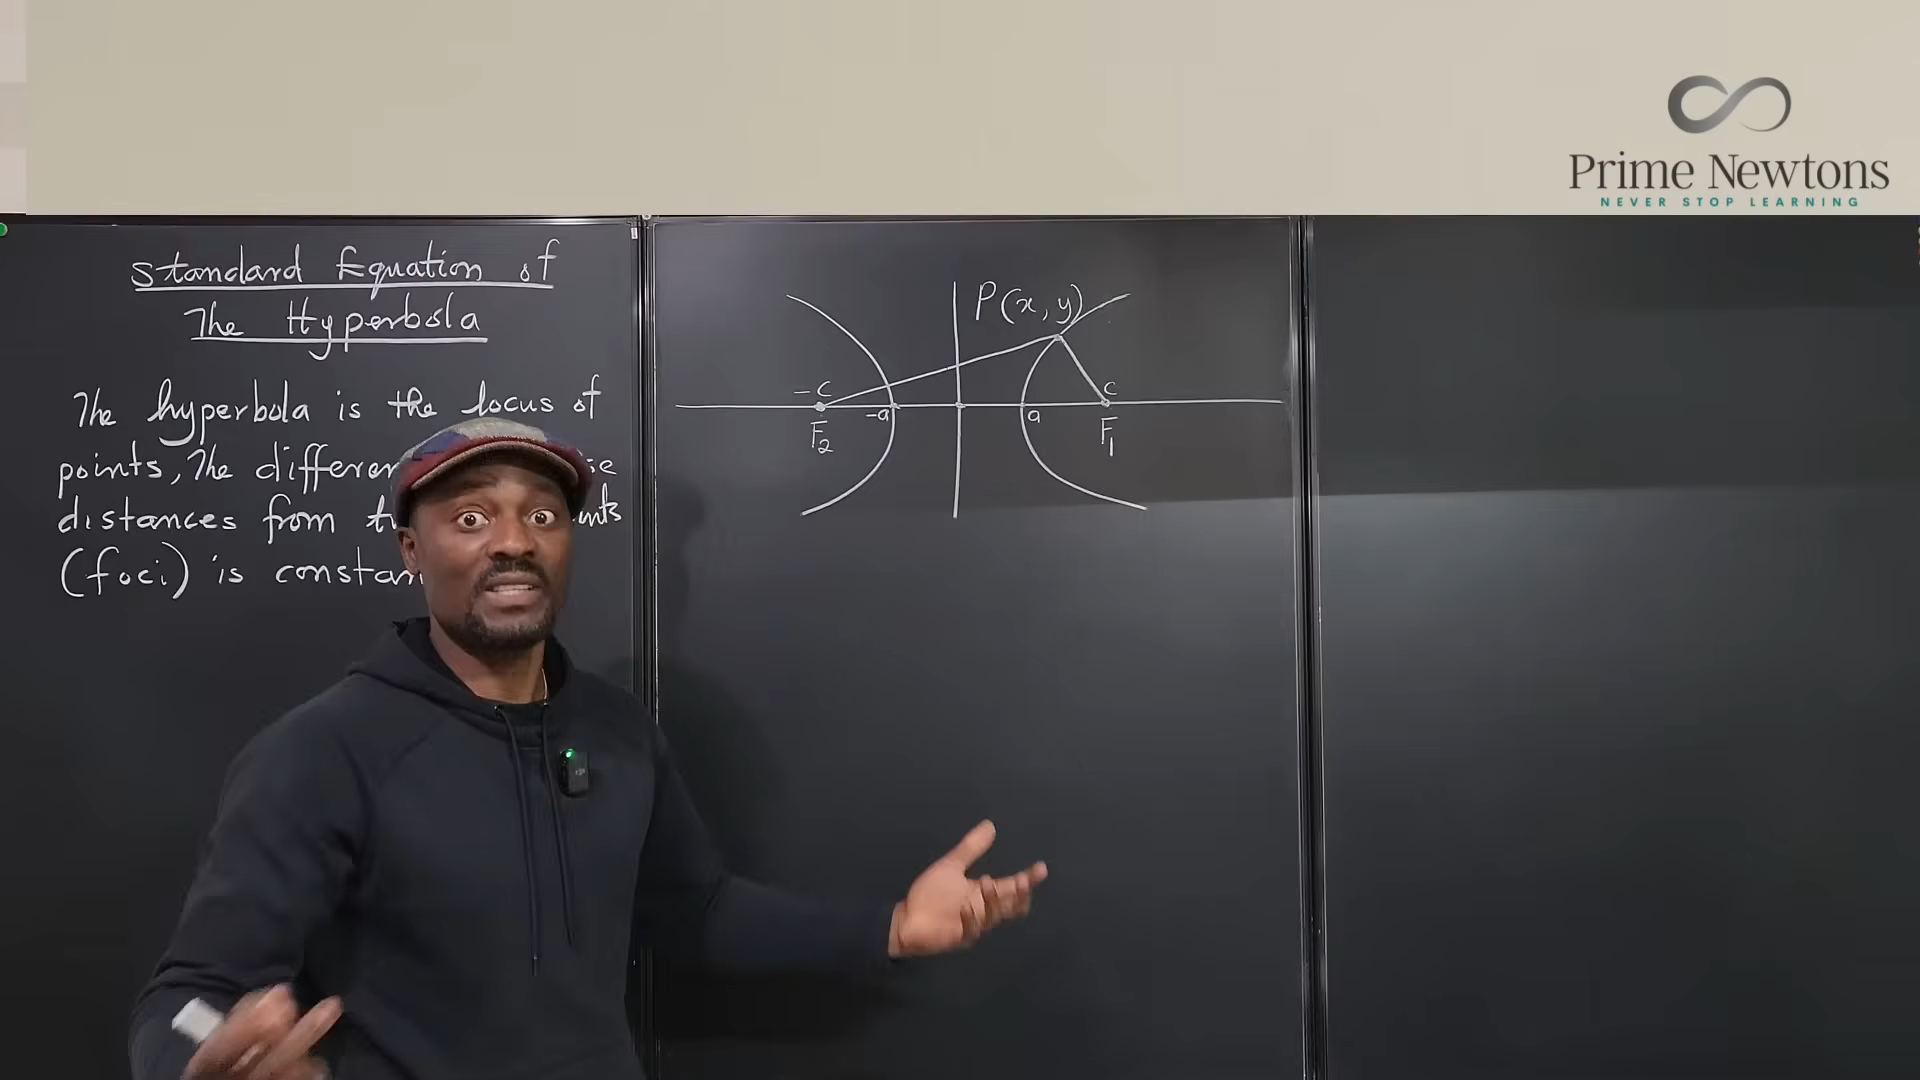 Prime Newtons
NEVER STOP LEARNING
Standard Equation of
The Hyperbola
The hyperbola is the locus of
points, The
distances from
(foci) is
P(x, y)
-c
c
-a
a
F₂
F₁